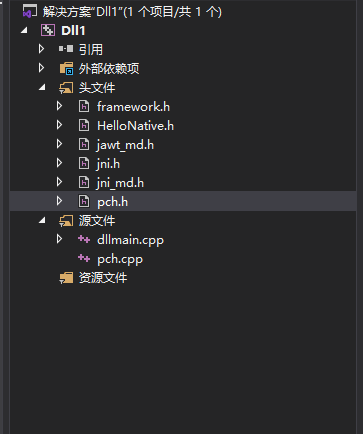 解决方案"Dll1"(1 个项目/共 1 个)
Dll1
引用
外部依赖项
头文件
framework.h
HelloNative.h
jawt_md.h
jni.h
jni_md.h
pch.h
源文件
dllmain.cpp
pch.cpp
资源文件